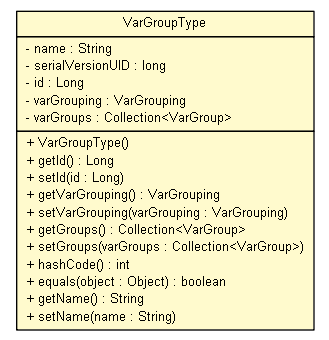 VarGroupType
- name : String
- serialVersionUID : long
- id : Long
- varGrouping : VarGrouping
- varGroups : Collection<VarGroup>
+ VarGroupType()
+ getId() : Long
+ setId(id : Long)
+ getVarGrouping() : VarGrouping
+ setVarGrouping(varGrouping : VarGrouping)
+ getGroups() : Collection<VarGroup>
+ setGroups(varGroups : Collection<VarGroup>)
+ hashCode() : int
+ equals(object : Object) : boolean
+ getName() : String
+ setName(name : String)